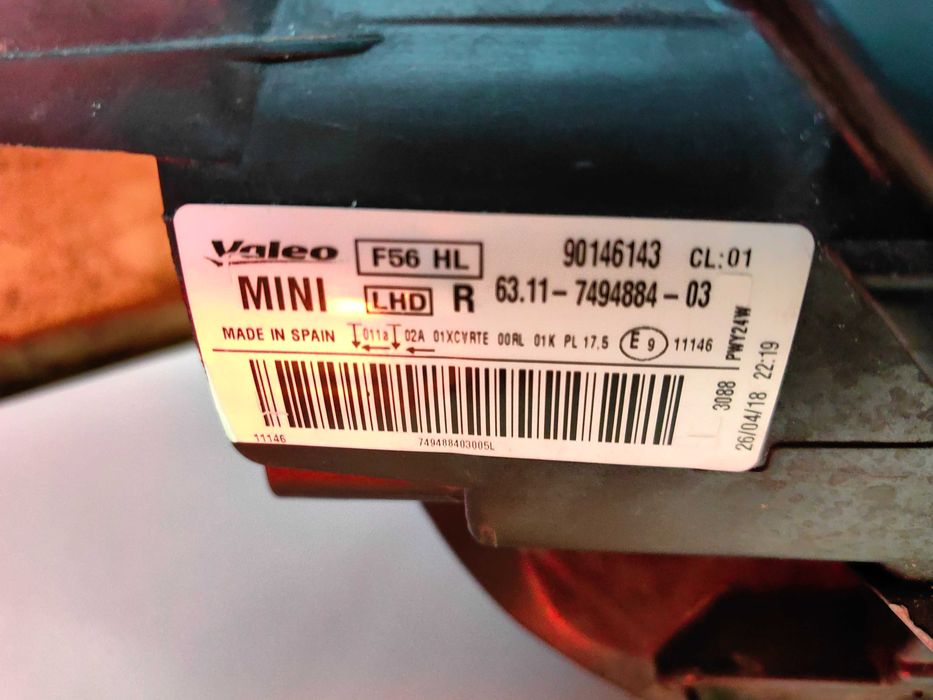 Valeo F56 HL 90146143 CL:01
MINI LHD R 63.11-7494884-03
MADE IN SPAIN 011a 02A 01XCVRTE 00RL 01K PL 17,5 E9 11146
11146 749488403005L
3088 PWY24W
26/04/18 22:19